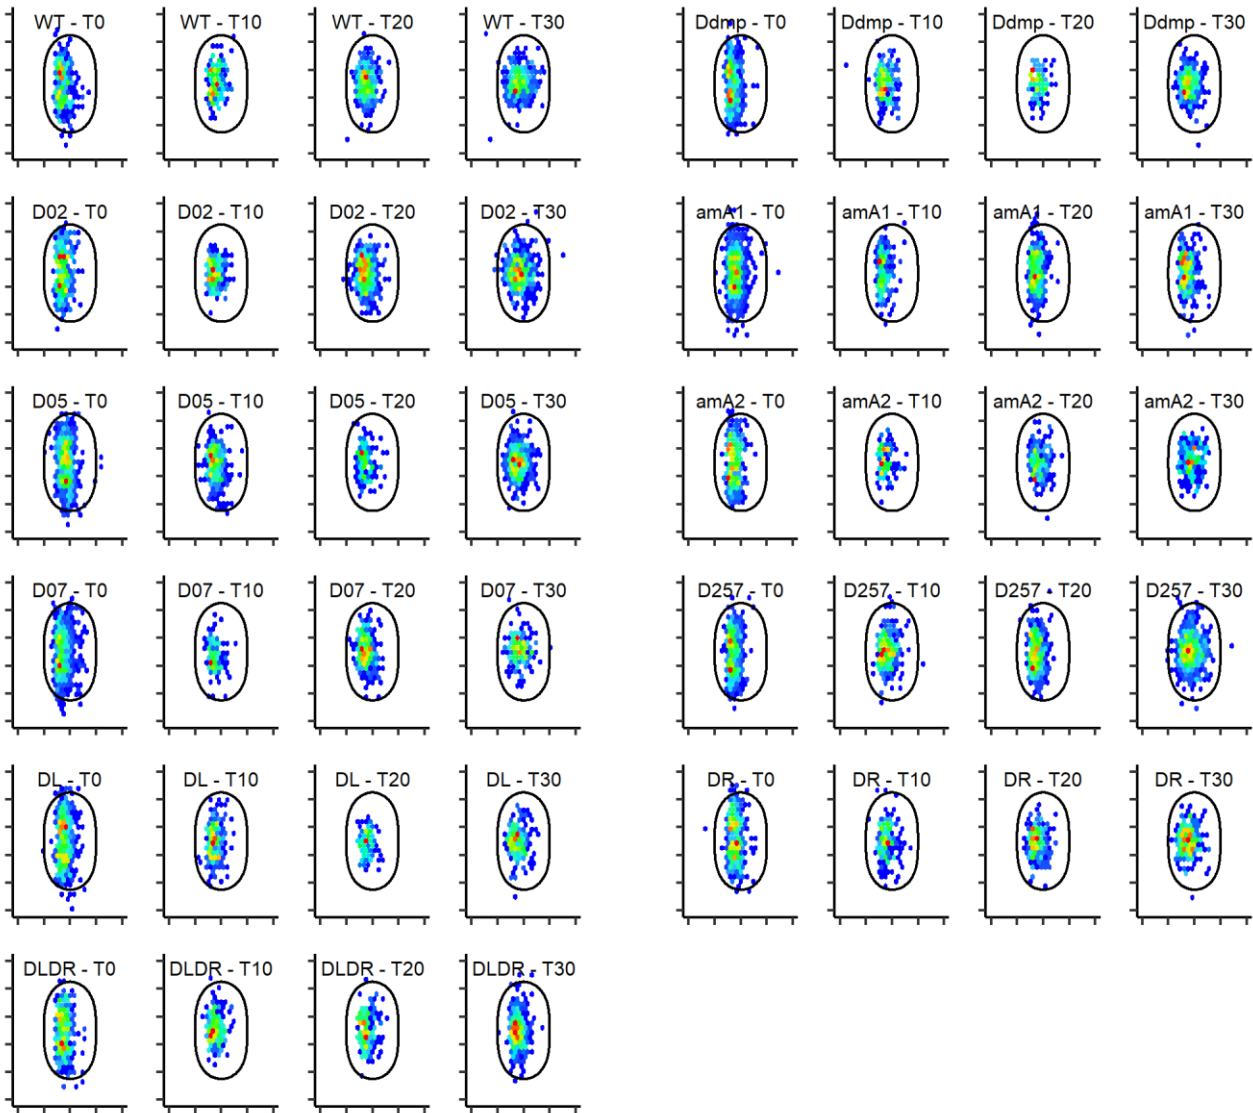 WT - T0 WT - T10 WT - T20 WT - T30 Ddmp - T0 Ddmp - T10 Ddmp - T20 Ddmp - T30
D02 - T0 D02 - T10 D02 - T20 D02 - T30 amA1 - T0 amA1 - T10 amA1 - T20 amA1 - T30
D05 - T0 D05 - T10 D05 - T20 D05 - T30 amA2 - T0 amA2 - T10 amA2 - T20 amA2 - T30
D07 - T0 D07 - T10 D07 - T20 D07 - T30 D257 - T0 D257 - T10 D257 - T20 D257 - T30
DL - T0 DL - T10 DL - T20 DL - T30 DR - T0 DR - T10 DR - T20 DR - T30
DLDR - T0 DLDR - T10 DLDR - T20 DLDR - T30